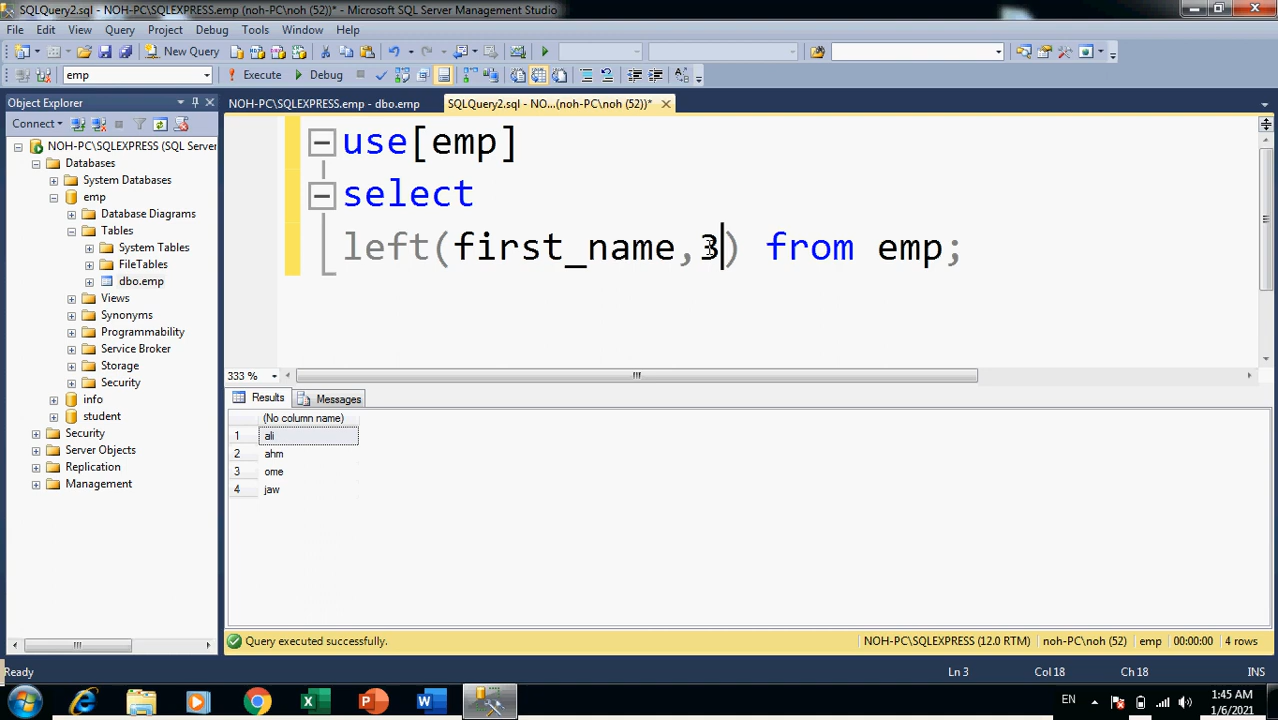 SQLQuery2.sql - NOH-PC\SQLEXPRESS.emp (noh-PC\noh (52))* - Microsoft SQL Server Management Studio
File Edit View Query Project Debug Tools Window Help
New Query
emp Execute Debug
Object Explorer
NOH-PC\SQLEXPRESS.emp - dbo.emp
SQLQuery2.sql - NO...(noh-PC\noh (52))*
Connect
NOH-PC\SQLEXPRESS (SQL Server
Databases
System Databases
emp
Database Diagrams
Tables
System Tables
FileTables
dbo.emp
Views
Synonyms
Programmability
Service Broker
Storage
Security
info
student
Security
Server Objects
Replication
Management
use[emp]
select
left(first_name,3) from emp;
333 %
Results Messages
(No column name)
1 ali
2 ahm
3 ome
4 jaw
Query executed successfully. NOH-PC\SQLEXPRESS (12.0 RTM) noh-PC\noh (52) emp 00:00:00 4 rows
Ready Ln 3 Col 18 Ch 18 INS
EN
1:45 AM
1/6/2021